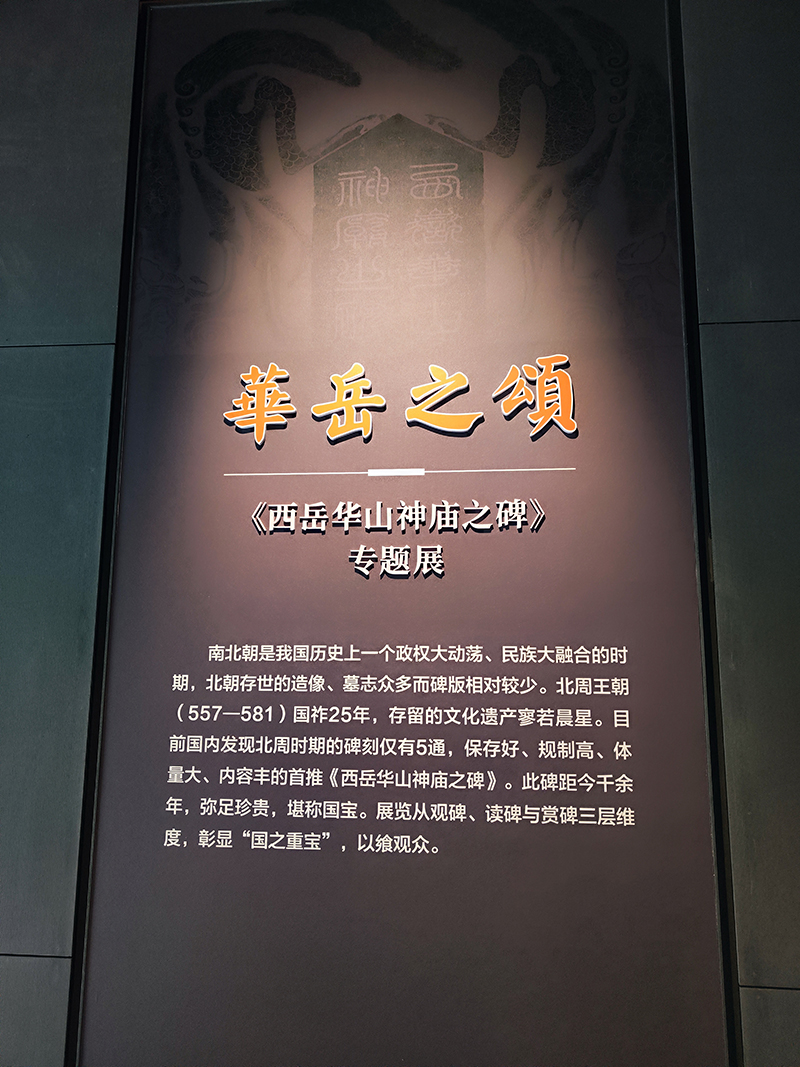 西嶽華山
神廟之碑
華岳之頌
《西岳华山神庙之碑》
专题展
南北朝是我国历史上一个政权大动荡、民族大融合的时
期，北朝存世的造像、墓志众多而碑版相对较少。北周王朝
（557—581）国祚25年，存留的文化遗产寥若晨星。目
前国内发现北周时期的碑刻仅有5通，保存好、规制高、体
量大、内容丰的首推《西岳华山神庙之碑》。此碑距今千余
年，弥足珍贵，堪称国宝。展览从观碑、读碑与赏碑三层维
度，彰显“国之重宝”，以飨观众。